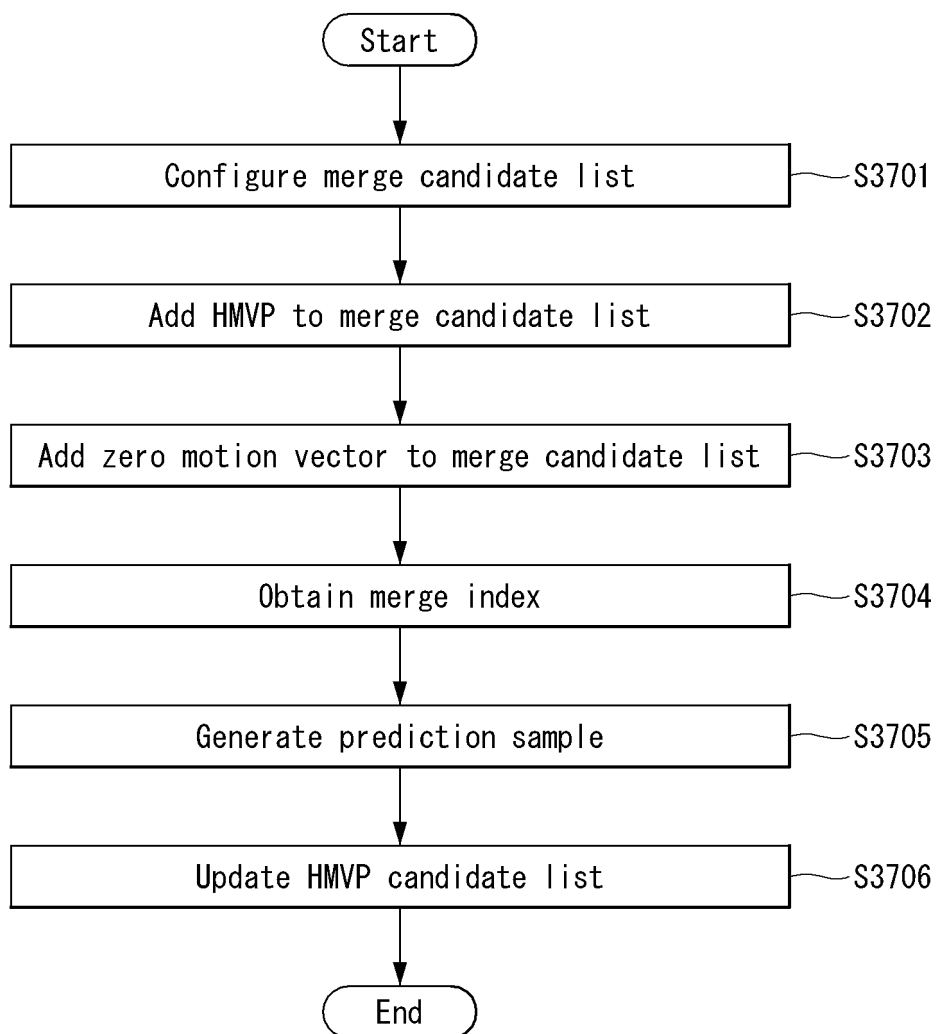 Start
Configure merge candidate list
S3701
Add HMVP to merge candidate list
S3702
Add zero motion vector to merge candidate list
S3703
Obtain merge index
S3704
Generate prediction sample
S3705
Update HMVP candidate list
S3706
End